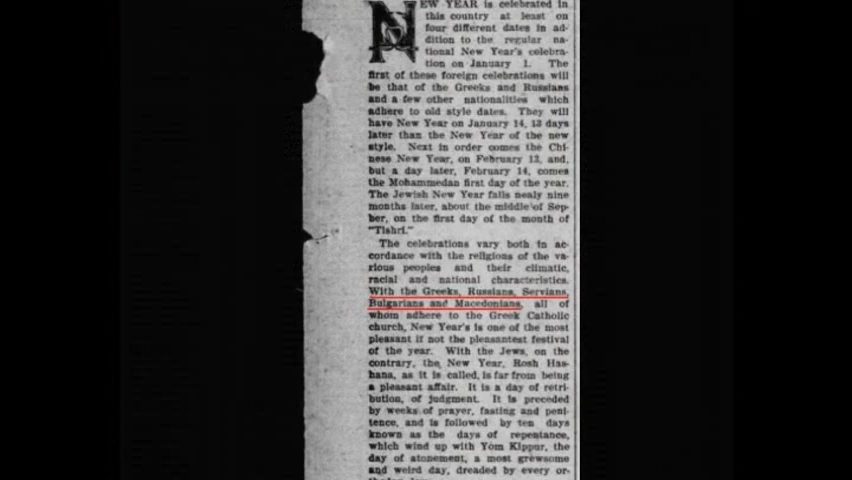 NEW YEAR is celebrated in
this country at least on
four different dates in ad-
dition to the regular na-
tional New Year's celebra-
tion on January 1. The
first of these foreign celebrations will
be that of the Greeks and Russians
and a few other nationalities which
adhere to old style dates. They will
have New Year on January 14, 13 days
later than the New Year of the new
style. Next in order comes the Chi-
nese New Year, on February 13, and,
but a day later, February 14, comes
the Mohammedan first day of the year.
The Jewish New Year falls nealy nine
months later, about the middle of Sep-
ber, on the first day of the month of
"Tishri."
The celebrations vary both in ac-
cordance with the religions of the va-
rious peoples and their climatic,
racial and national characteristics.
With the Greeks, Russians, Servians,
Bulgarians and Macedonians, all of
whom adhere to the Greek Catholic
church, New Year's is one of the most
pleasant if not the pleasantest festival
of the year. With the Jews, on the
contrary, the New Year, Rosh Has-
hana, as it is called, is far from being
a pleasant affair. It is a day of retri-
bution, of judgment. It is preceded
by weeks of prayer, fasting and peni-
tence, and is followed by ten days
known as the days of repentance,
which wind up with Yom Kippur, the
day of atonement, a most grewsome
and weird day, dreaded by every or-